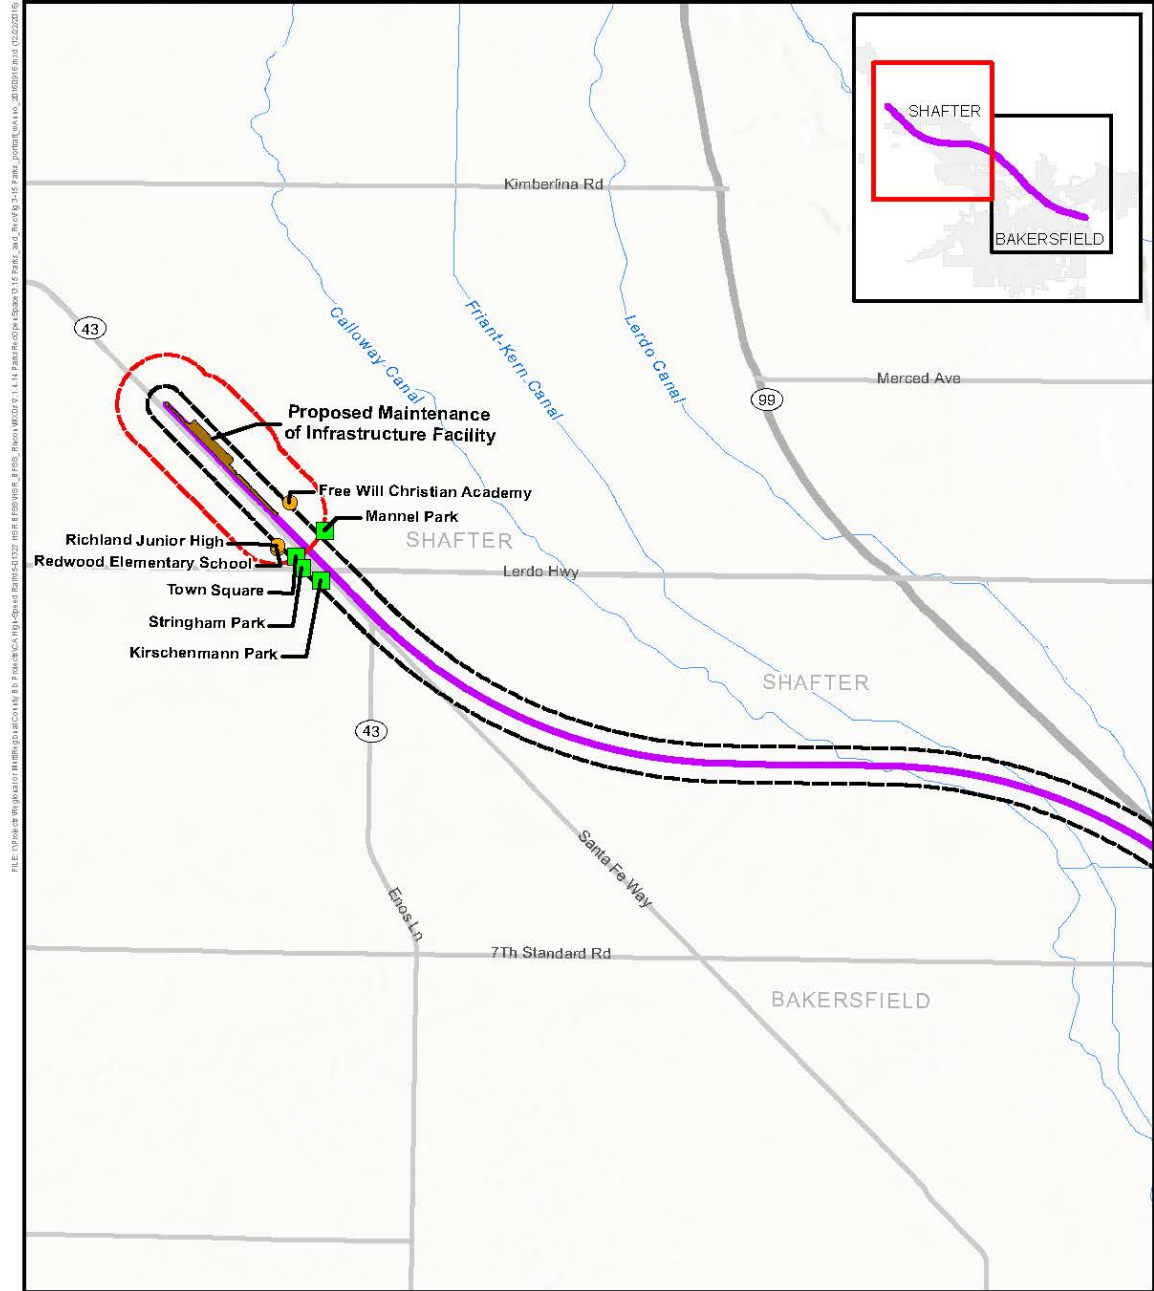 SHAFTER
BAKERSFIELD
Kimberlina Rd
43
Calloway Canal
Friant-Kern Canal
Lerdo Canal
Merced Ave
99
Proposed Maintenance
of Infrastructure Facility
Free Will Christian Academy
Mannel Park
Richland Junior High
SHAFTER
Redwood Elementary School
Lerdo Hwy
Town Square
Stringham Park
Kirschenmann Park
SHAFTER
43
Santa Fe Way
Enos Ln
7Th Standard Rd
BAKERSFIELD